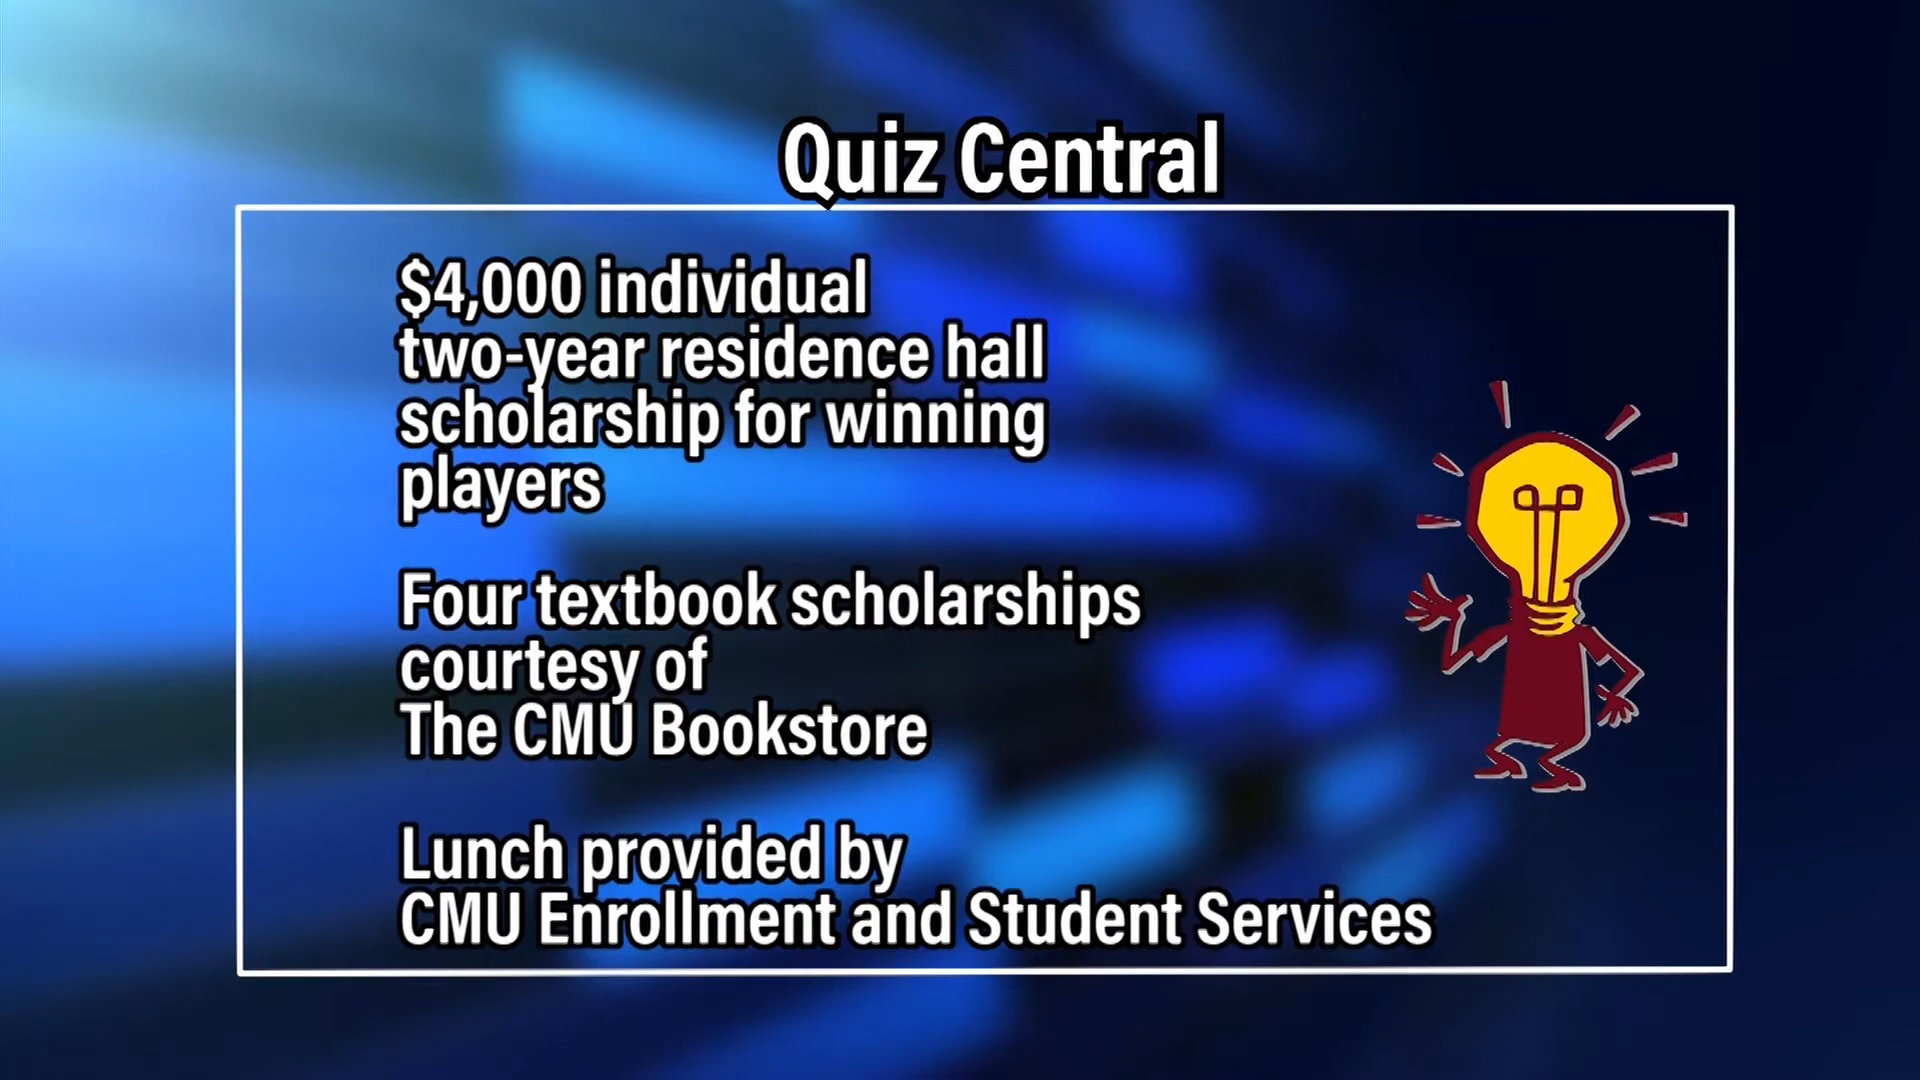 Quiz Central
$4,000 individual
two-year residence hall
scholarship for winning
players
Four textbook scholarships
courtesy of
The CMU Bookstore
Lunch provided by
CMU Enrollment and Student Services